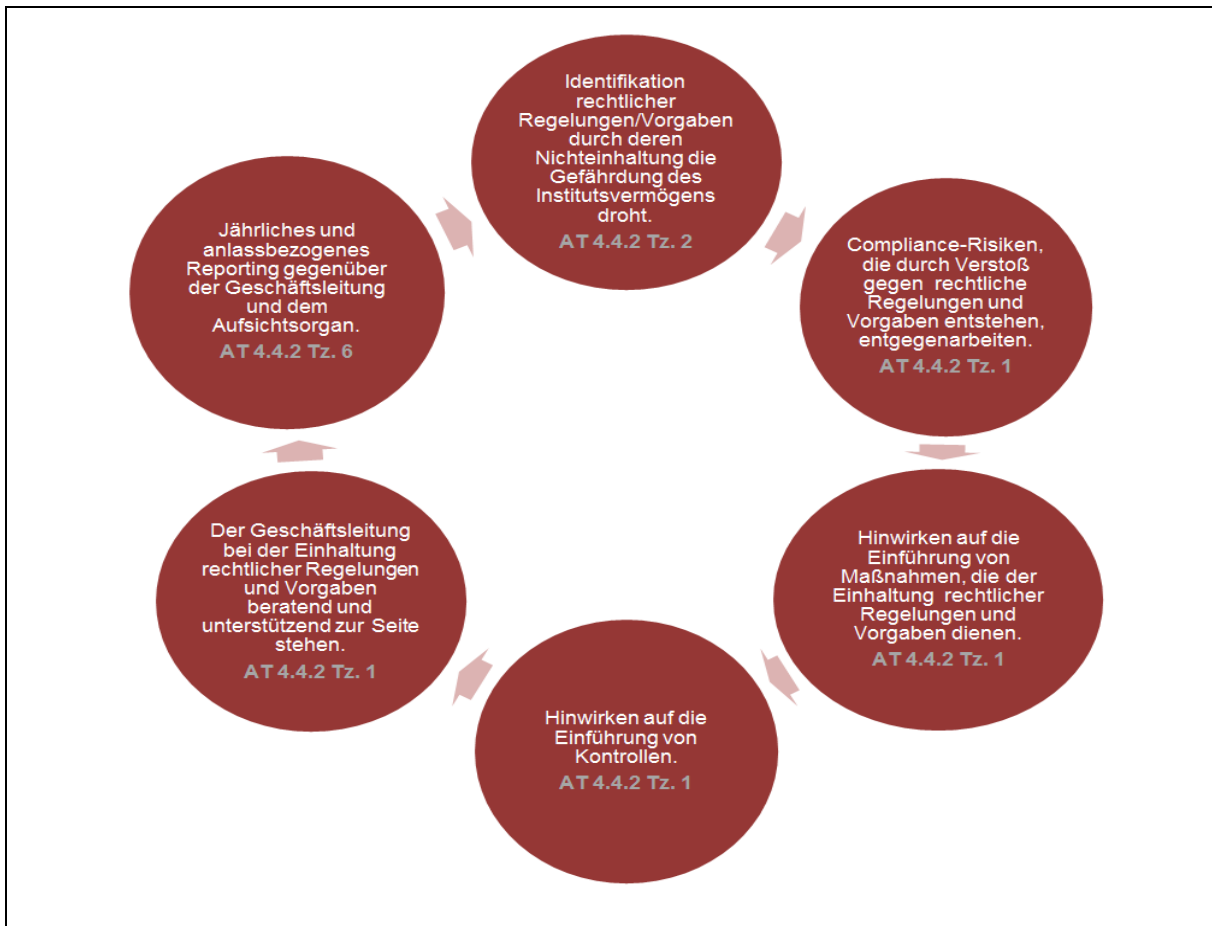 Identifikation
rechtlicher
Regelungen/Vorgaben
durch deren
Nichteinhaltung die
Gefährdung des
Institutsvermögens
droht.
AT 4.4.2 Tz. 2
Compliance-Risiken,
die durch Verstoß
gegen rechtliche
Regelungen und
Vorgaben entstehen,
entgegenarbeiten.
AT 4.4.2 Tz. 1
Hinwirken auf die
Einführung von
Maßnahmen, die der
Einhaltung rechtlicher
Regelungen und
Vorgaben dienen.
AT 4.4.2 Tz. 1
Hinwirken auf die
Einführung von
Kontrollen.
AT 4.4.2 Tz. 1
Der Geschäftsleitung
bei der Einhaltung
rechtlicher Regelungen
und Vorgaben
beratend und
unterstützend zur Seite
stehen.
AT 4.4.2 Tz. 1
Jährliches und
anlassbezogenes
Reporting gegenüber
der Geschäftsleitung
und dem
Aufsichtsorgan.
AT 4.4.2 Tz. 6